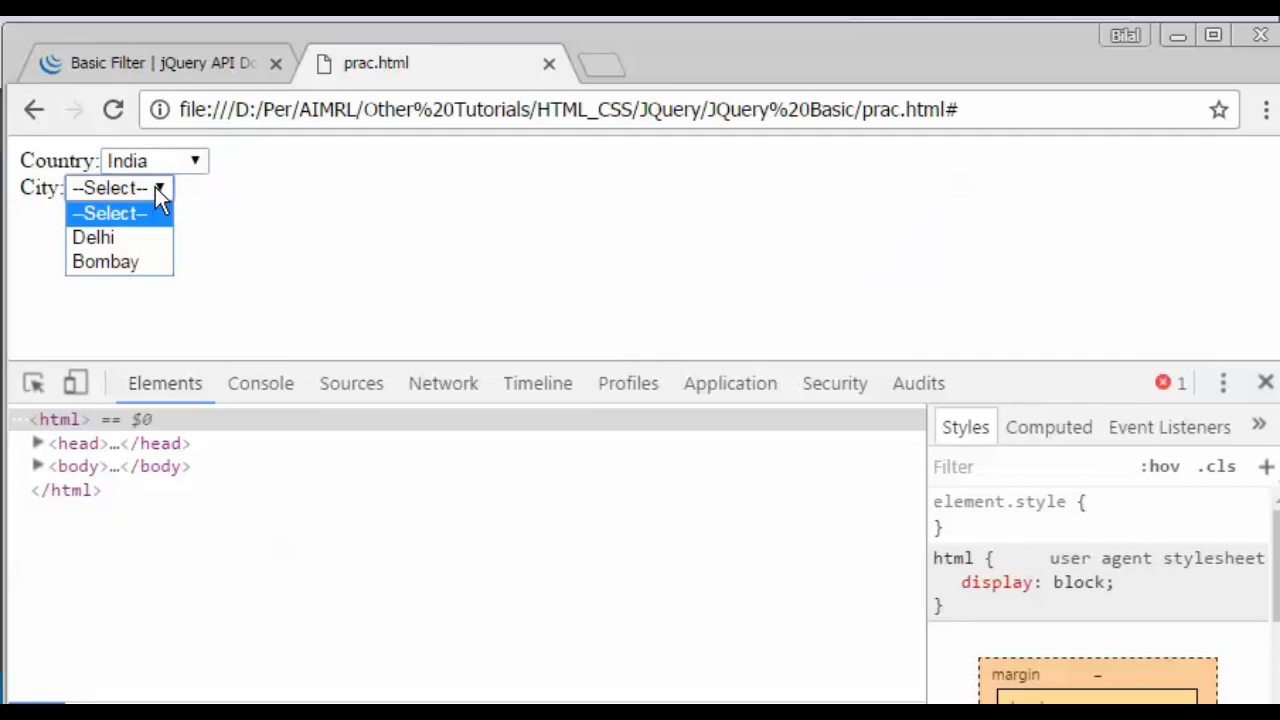 Bilal
Basic Filter | jQuery API Do
prac.html
file:///D:/Per/AIMRL/Other%20Tutorials/HTML_CSS/JQuery/JQuery%20Basic/prac.html#
Country: India
City: --Select--
--Select--
Delhi
Bombay
Elements Console Sources Network Timeline Profiles Application Security Audits 1
...<html> == $0
<head>…</head>
<body>…</body>
</html>
Styles Computed Event Listeners »
Filter :hov .cls +
element.style {
}
html { user agent stylesheet
display: block;
}
margin –